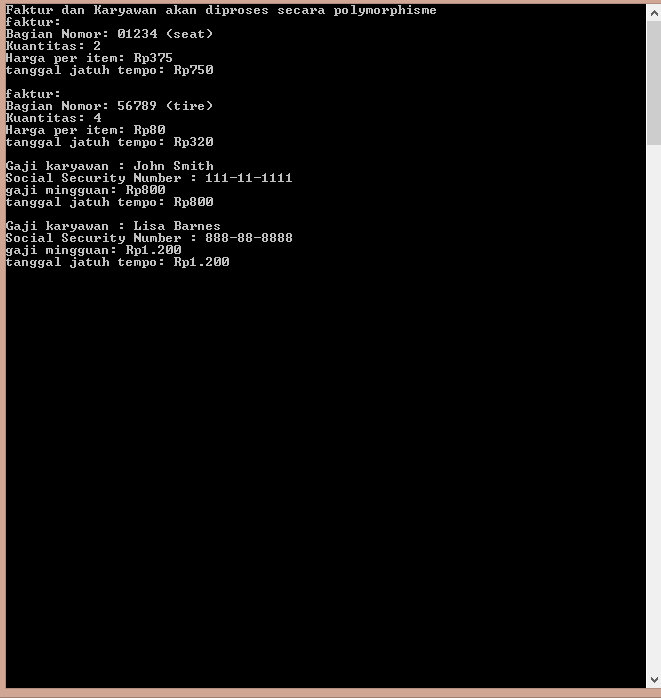 Faktur dan Karyawan akan diproses secara polymorphisme
faktur:
Bagian Nomor: 01234 (seat)
Kuantitas: 2
Harga per item: Rp375
tanggal jatuh tempo: Rp750
faktur:
Bagian Nomor: 56789 (tire)
Kuantitas: 4
Harga per item: Rp80
tanggal jatuh tempo: Rp320
Gaji karyawan : John Smith
Social Security Number : 111-11-1111
gaji mingguan: Rp800
tanggal jatuh tempo: Rp800
Gaji karyawan : Lisa Barnes
Social Security Number : 888-88-8888
gaji mingguan: Rp1.200
tanggal jatuh tempo: Rp1.200